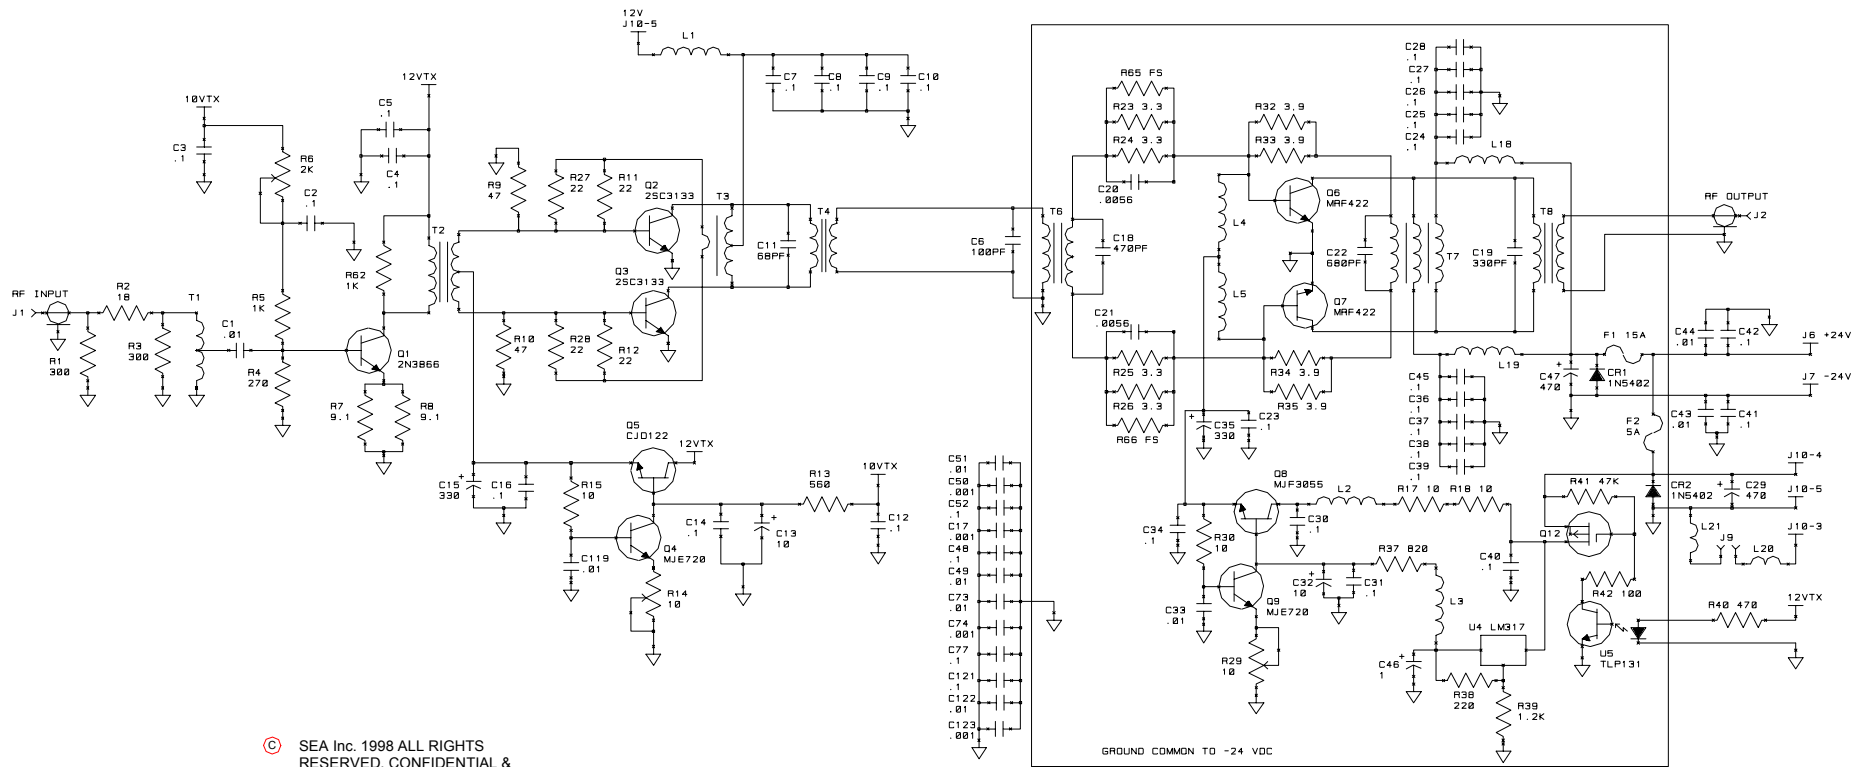 12V
J10-5
L1
C7
.1
C8
.1
C9
.1
C10
.1
12VTX
10VTX
C5
.1
C3
.1
R6
2K
C4
.1
C2
.1
R9
47
R27
22
R11
22
Q2
2SC3133
T3
T4
C11
68PF
T2
R62
1K
Q3
2SC3133
RF INPUT
J1
R2
18
T1
R5
1K
C1
.01
R1
300
R3
300
R4
270
Q1
2N3866
R10
47
R28
22
R12
22
R7
9.1
R8
9.1
Q5
CJD122
12VTX
C15
330
C16
.1
R15
10
R13
560
10VTX
C14
.1
C13
10
C12
.1
Q4
MJE720
C119
.01
R14
10
C6
100PF
T6
C18
470PF
R65 FS
R23 3.3
R24 3.3
C20
.0056
R32 3.9
R33 3.9
L4
L5
Q6
MRF422
Q7
MRF422
C22
680PF
C28
.1
C27
.1
C26
.1
C25
.1
C24
.1
L18
T7
C19
330PF
T8
RF OUTPUT
J2
C21
.0056
R25 3.3
R26 3.3
R66 FS
R34 3.9
R35 3.9
C35
330
C23
.1
L19
C45
.1
C36
.1
C37
.1
C38
.1
C39
.1
F1 15A
C47
470
CR1
1N5402
C44
.01
C42
.1
J6 +24V
J7 -24V
C43
.01
C41
.1
F2
5A
C51
.01
C50
.001
C52
.1
C17
.001
C48
.1
C49
.01
C73
.01
C74
.001
C77
.1
C121
.1
C122
.01
C123
.001
Q8
MJF3055
L2
R17 10
R18 10
C34
.1
R30
10
C30
.1
R37 820
C40
.1
C33
.01
Q9
MJE720
C32
10
C31
.1
L3
R29
10
C46
1
U4 LM317
R38
220
R39
1.2K
R41 47K
Q12
R42 100
U5
TLP131
CR2
1N5402
C29
470
J10-4
J10-5
L21
J9
L20
J10-3
R40 470
12VTX
GROUND COMMON TO -24 VDC
© SEA Inc. 1998 ALL RIGHTS
RESERVED. CONFIDENTIAL &